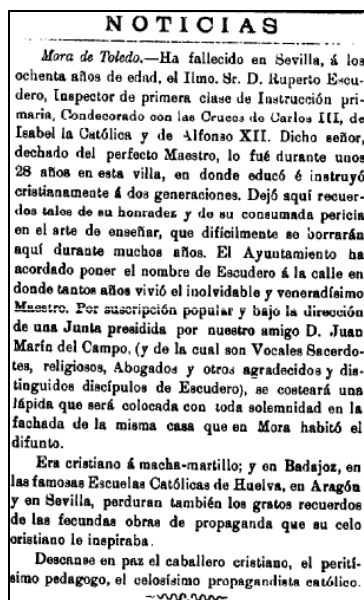 NOTICIAS
Mora de Toledo.—Ha fallecido en Sevilla, á los
ochenta años de edad, el Ilmo. Sr. D. Ruperto Escu-
dero, Inspector de primera clase de Instrucción pri-
maria, Condecorado con las Cruces de Carlos III, de
Isabel la Católica y de Alfonso XII. Dicho señor,
dechado del perfecto Maestro, lo fué durante unos
28 años en esta villa, en donde educó é instruyó
cristianamente á dos generaciones. Dejó aquí recuer-
dos tales de su honradez y de su consumada pericia
en el arte de enseñar, que difícilmente se borrarán
aquí durante muchos años. El Ayuntamiento ha
acordado poner el nombre de Escudero á la calle en
donde tantos años vivió el inolvidable y veneradísimo
Maestro. Por suscripción popular y bajo la dirección
de una Junta presidida por nuestro amigo D. Juan
Marín del Campo, (y de la cual son Vocales Sacerdo-
tes, religiosos, Abogados y otros agradecidos y dis-
tinguidos discípulos de Escudero), se costeará una
lápida que será colocada con toda solemnidad en la
fachada de la misma casa que en Mora habitó el
difunto.
Era cristiano á macha-martillo; y en Badajoz, en
las famosas Escuelas Católicas de Huelva, en Aragón
y en Sevilla, perduran también los gratos recuerdos
de las fecundas obras de propaganda que su celo
cristiano le inspiraba.
Descanse en paz el caballero cristiano, el perití-
simo pedagogo, el celosísimo propagandista católico.